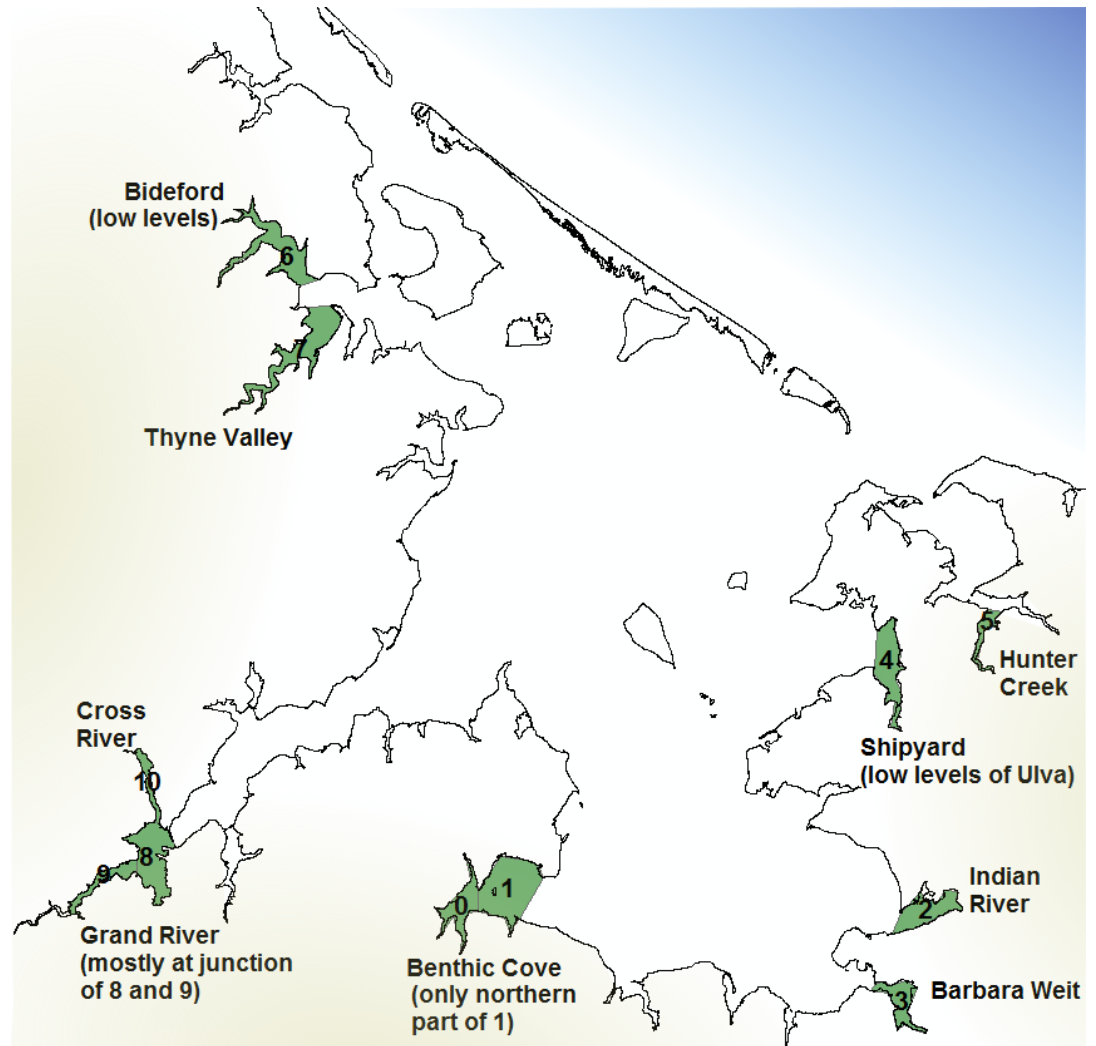 Bideford
(low levels)
6
7
Thyne Valley
5
Hunter
Creek
4
Shipyard
(low levels of Ulva)
Cross
River
10
8
9
Grand River
(mostly at junction
of 8 and 9)
1
0
Benthic Cove
(only northern
part of 1)
Indian
River
2
3
Barbara Weit